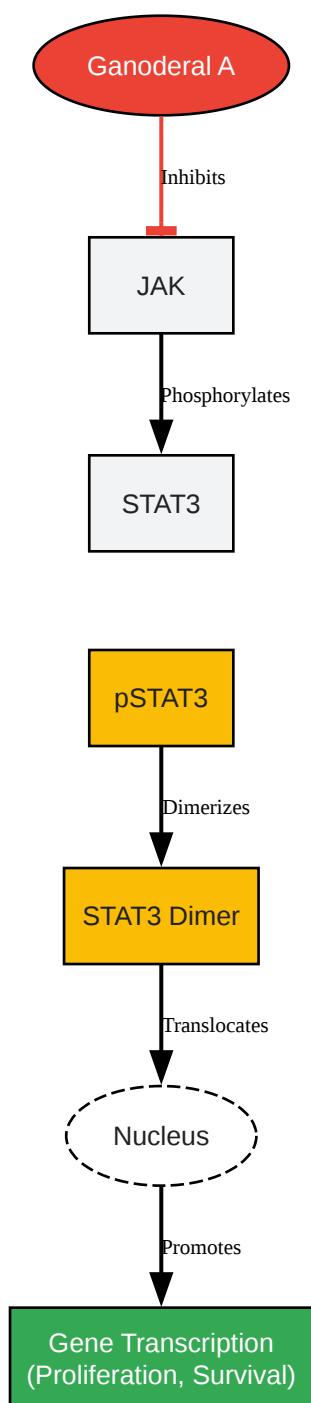 Ganoderal A
Inhibits
JAK
Phosphorylates
STAT3
pSTAT3
Dimerizes
STAT3 Dimer
Translocates
Nucleus
Promotes
Gene Transcription
(Proliferation, Survival)